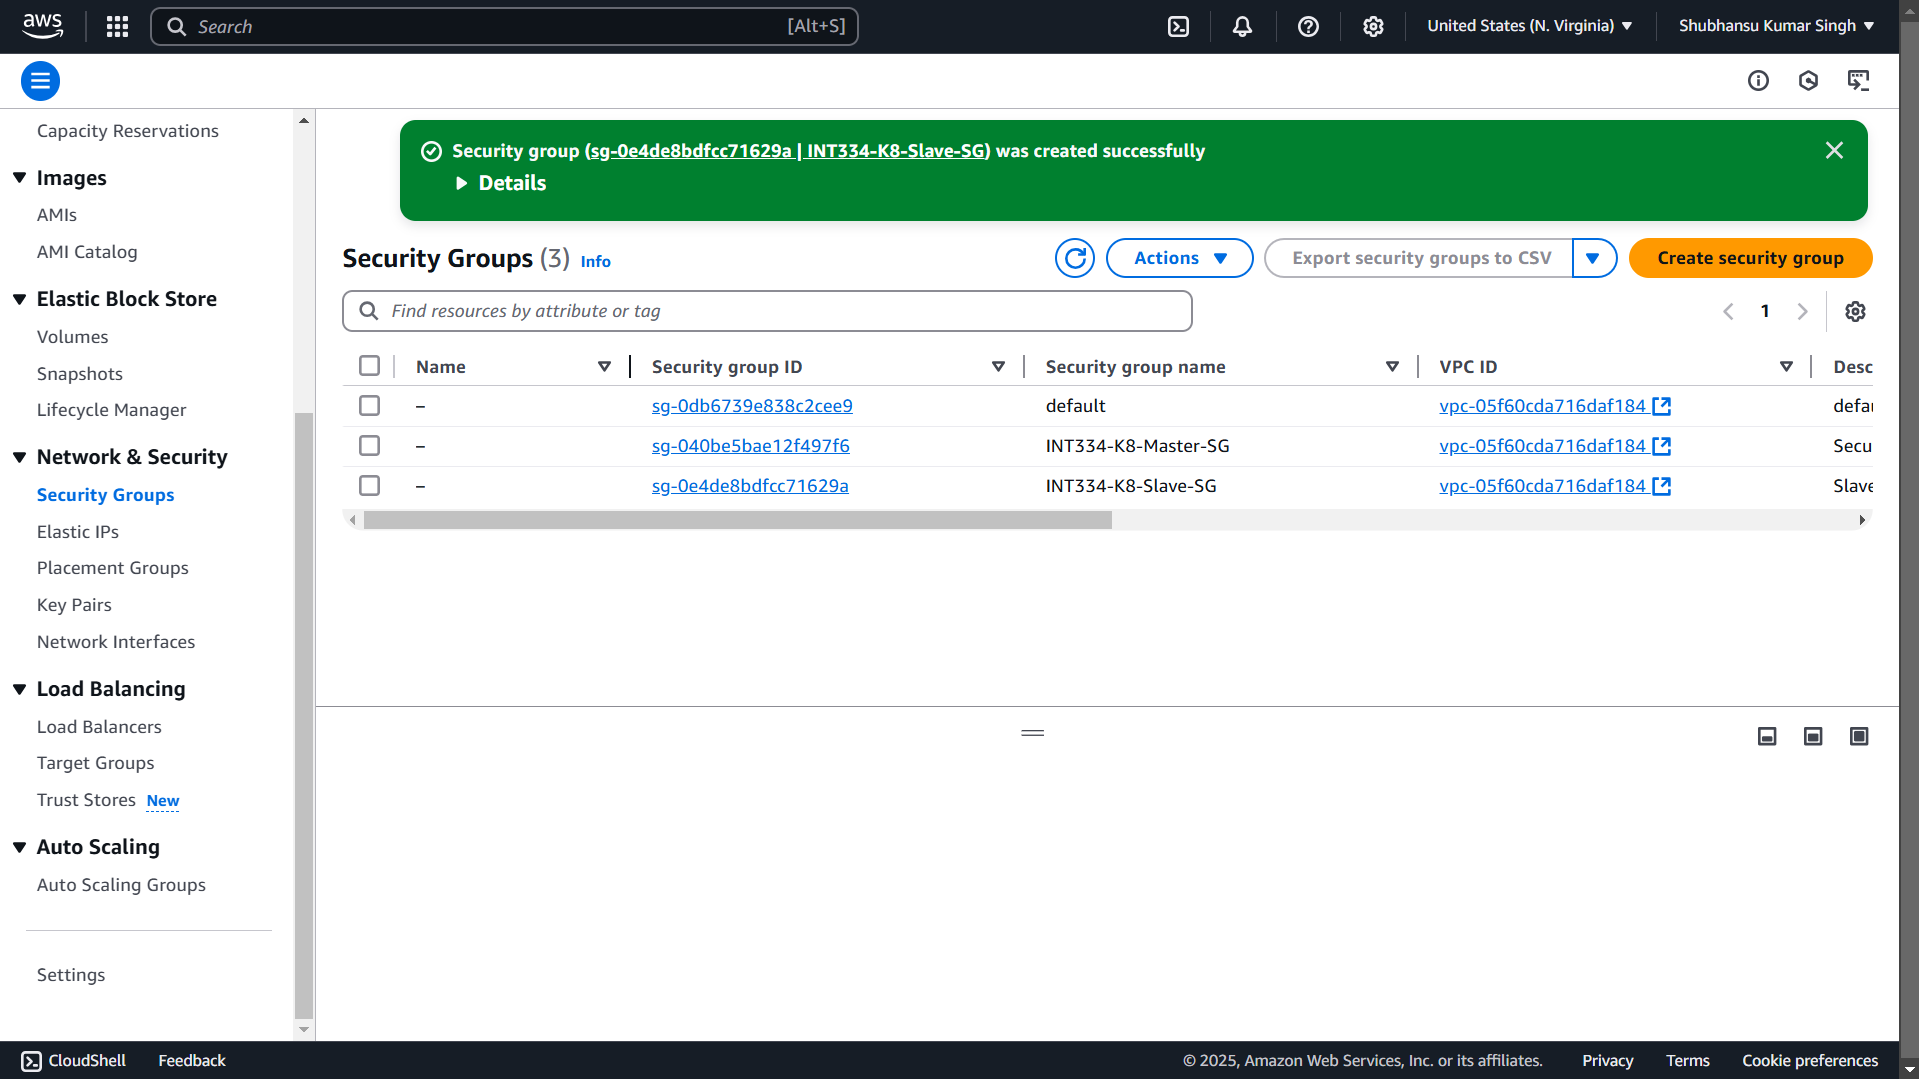 aws
Search
[Alt+S]
United States (N. Virginia)
Shubhansu Kumar Singh
Capacity Reservations
Images
AMIs
AMI Catalog
Elastic Block Store
Volumes
Snapshots
Lifecycle Manager
Network & Security
Security Groups
Elastic IPs
Placement Groups
Key Pairs
Network Interfaces
Load Balancing
Load Balancers
Target Groups
Trust Stores New
Auto Scaling
Auto Scaling Groups
Settings
Security group (sg-0e4de8bdfcc71629a | INT334-K8-Slave-SG) was created successfully
Details
Security Groups (3) Info
Actions
Export security groups to CSV
Create security group
Find resources by attribute or tag
1
Name Security group ID Security group name VPC ID Desc
– sg-0db6739e838c2cee9 default vpc-05f60cda716daf184 defau
– sg-040be5bae12f497f6 INT334-K8-Master-SG vpc-05f60cda716daf184 Secu
– sg-0e4de8bdfcc71629a INT334-K8-Slave-SG vpc-05f60cda716daf184 Slave
CloudShell Feedback © 2025, Amazon Web Services, Inc. or its affiliates. Privacy Terms Cookie preferences